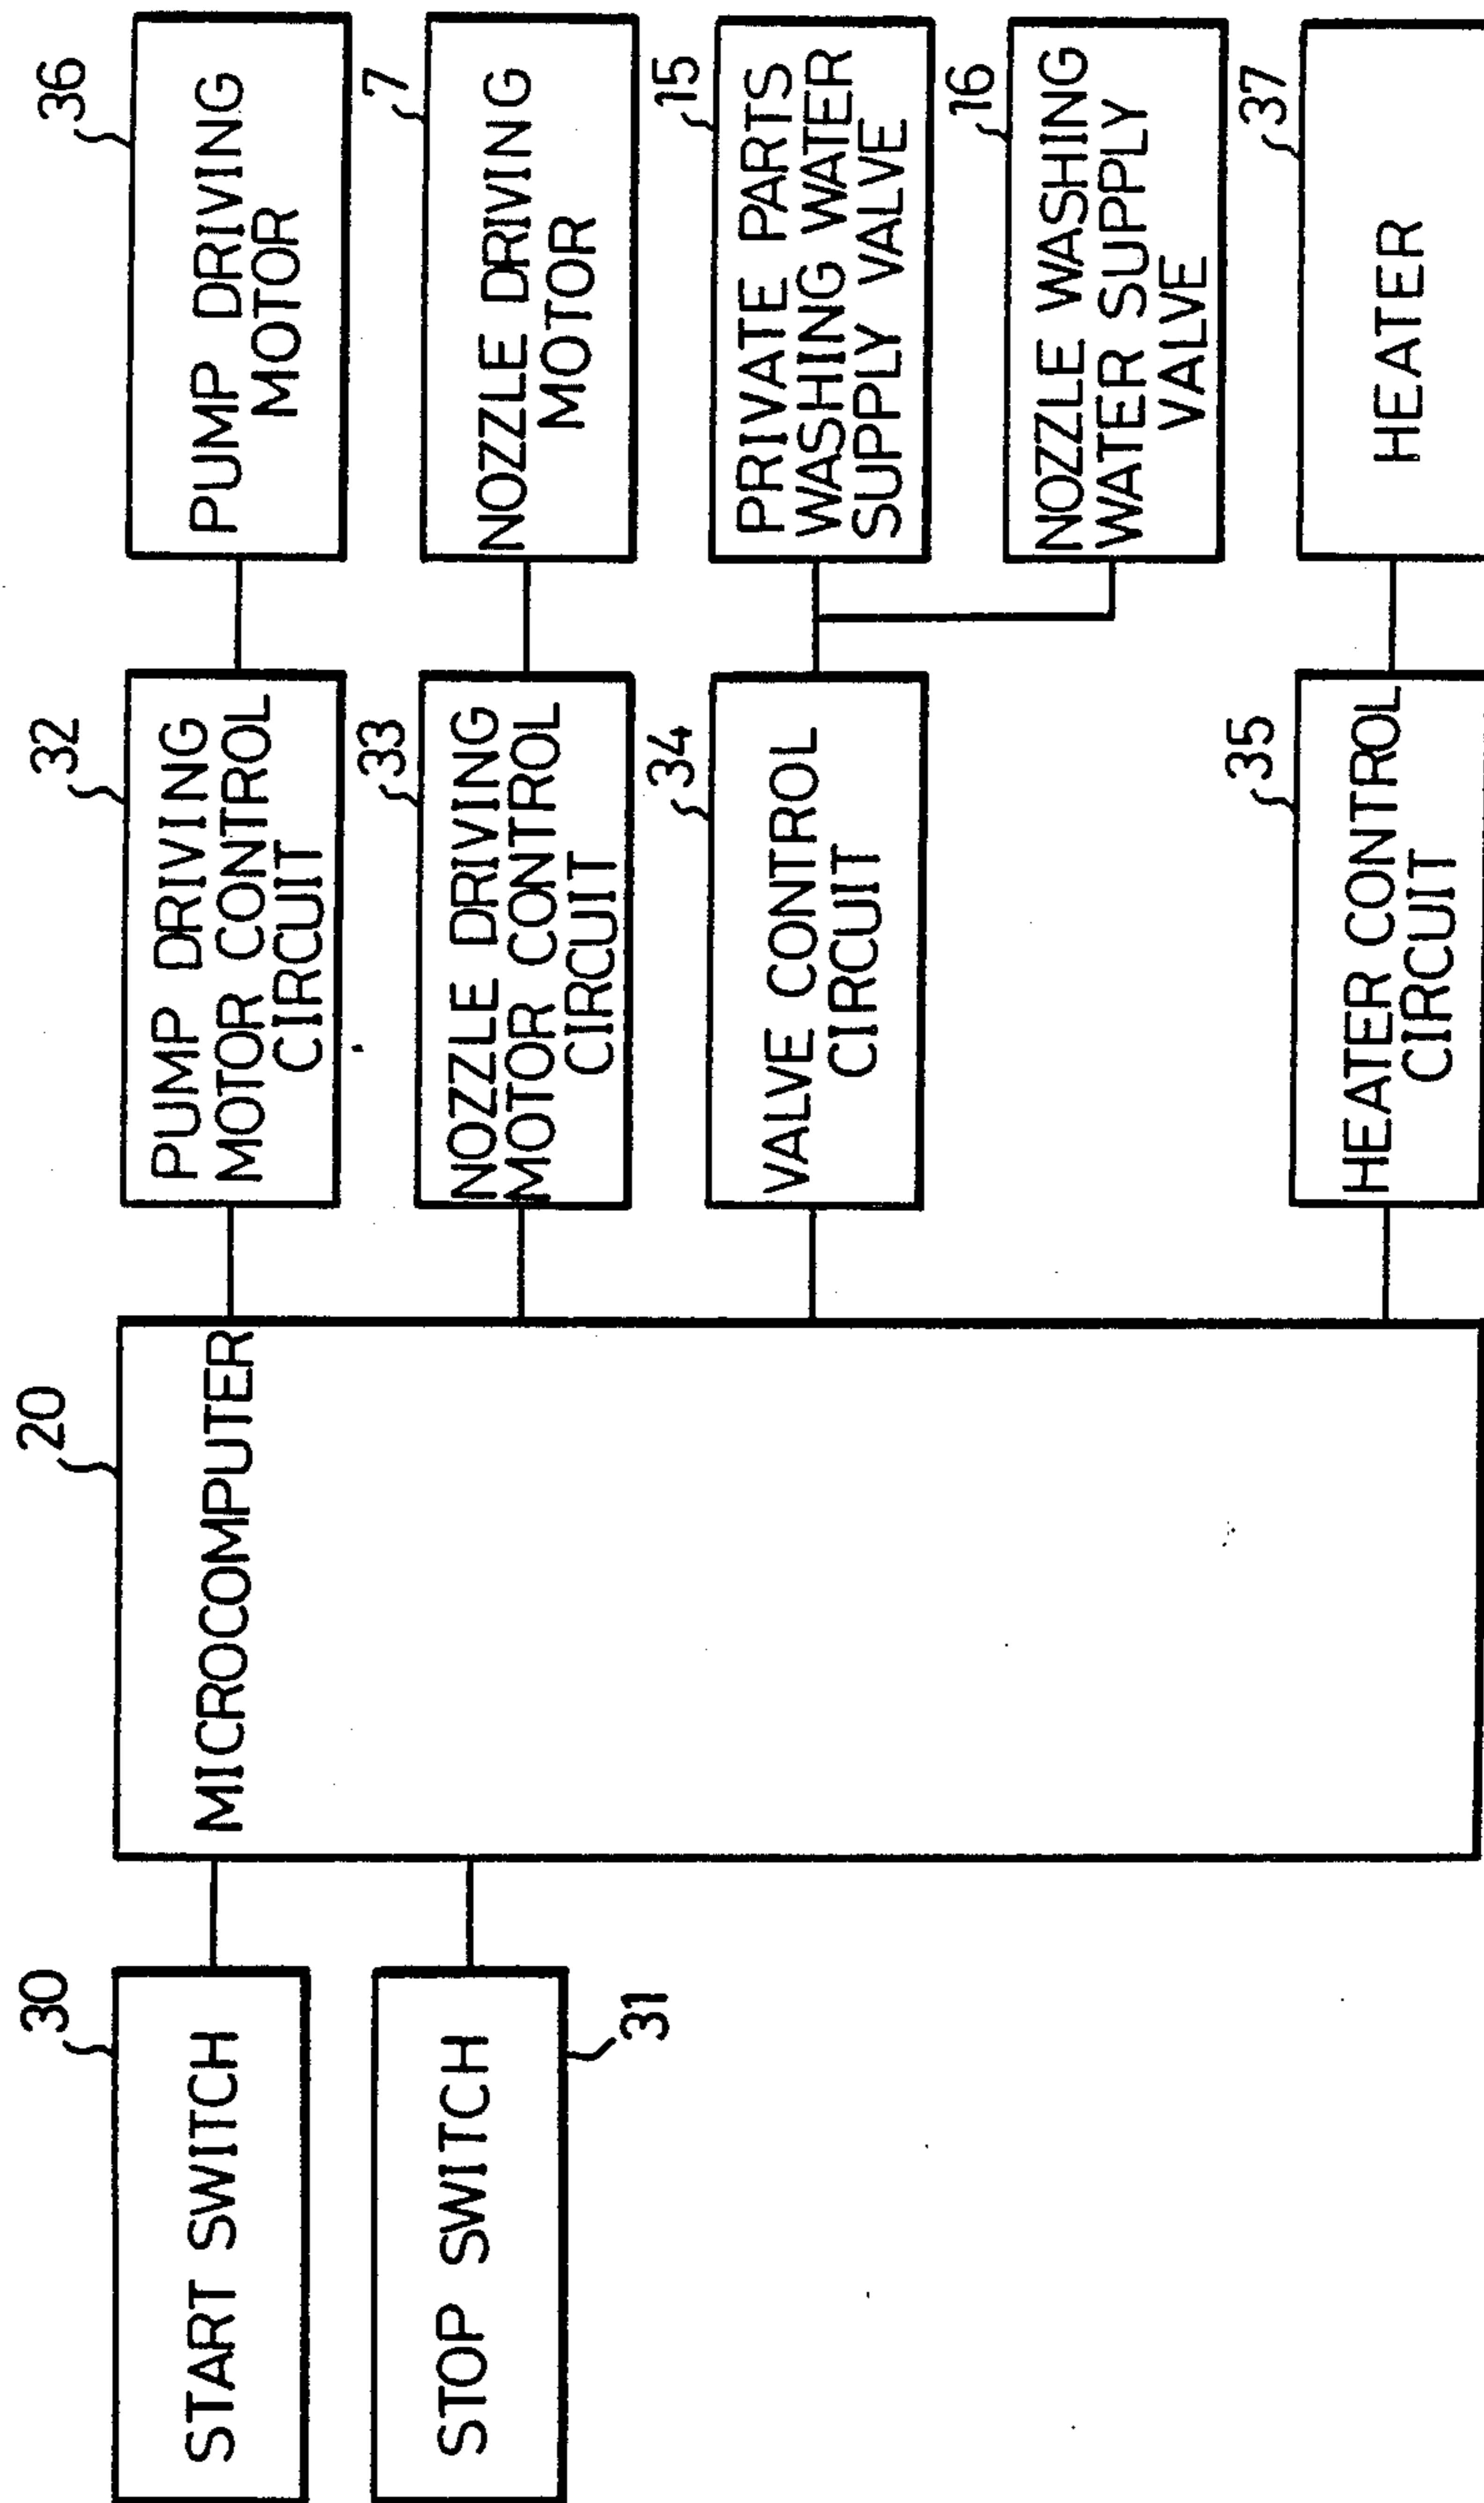 30
START SWITCH
31
STOP SWITCH
20
MICROCOMPUTER
32
PUMP DRIVING
MOTOR CONTROL
CIRCUIT
33
NOZZLE DRIVING
MOTOR CONTROL
CIRCUIT
34
VALVE CONTROL
CIRCUIT
35
HEATER CONTROL
CIRCUIT
36
PUMP DRIVING
MOTOR
7
NOZZLE DRIVING
MOTOR
15
PRIVATE PARTS
WASHING WATER
SUPPLY VALVE
16
NOZZLE WASHING
WATER SUPPLY
VALVE
37
HEATER